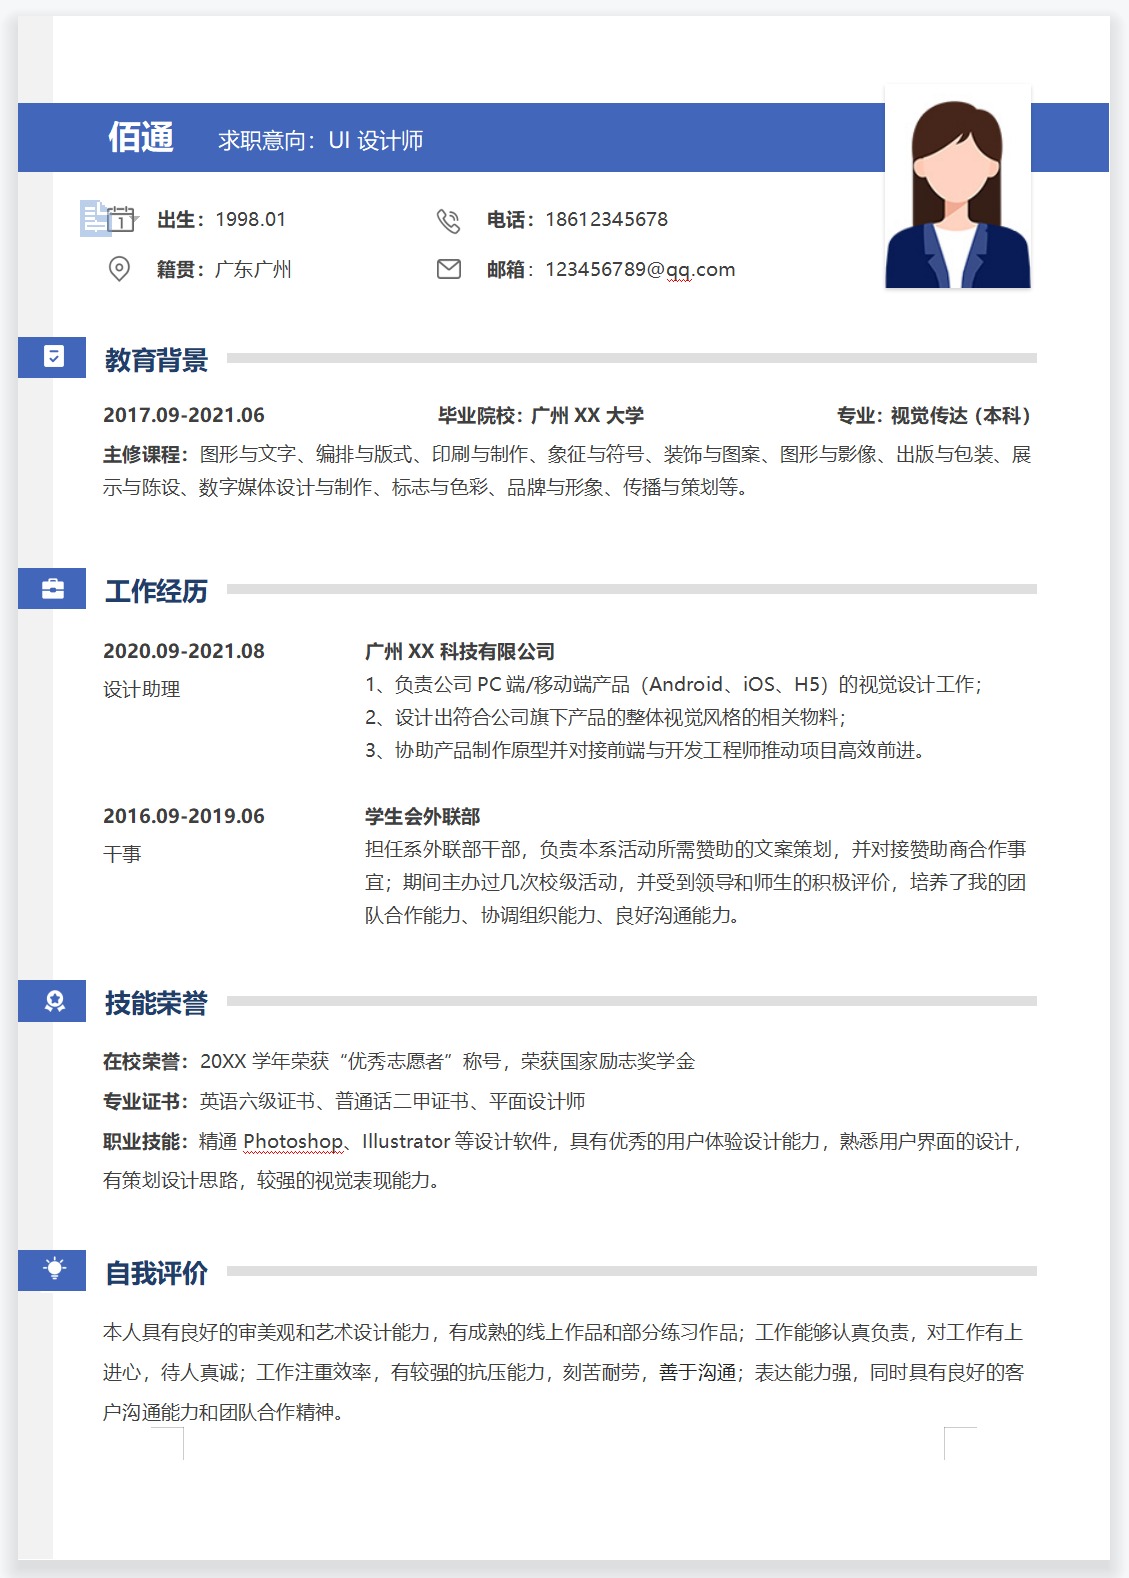 佰通 求职意向：UI 设计师
出生：1998.01 电话：18612345678
籍贯：广东广州 邮箱：123456789@qq.com
教育背景
2017.09-2021.06 毕业院校：广州 XX 大学 专业：视觉传达（本科）
主修课程：图形与文字、编排与版式、印刷与制作、象征与符号、装饰与图案、图形与影像、出版与包装、展
示与陈设、数字媒体设计与制作、标志与色彩、品牌与形象、传播与策划等。
工作经历
2020.09-2021.08 广州 XX 科技有限公司
设计助理 1、负责公司 PC 端/移动端产品（Android、iOS、H5）的视觉设计工作；
2、设计出符合公司旗下产品的整体视觉风格的相关物料；
3、协助产品制作原型并对接前端与开发工程师推动项目高效前进。
2016.09-2019.06 学生会外联部
干事 担任系外联部干部，负责本系活动所需赞助的文案策划，并对接赞助商合作事
宜；期间主办过几次校级活动，并受到领导和师生的积极评价，培养了我的团
队合作能力、协调组织能力、良好沟通能力。
技能荣誉
在校荣誉：20XX 学年荣获“优秀志愿者”称号，荣获国家励志奖学金
专业证书：英语六级证书、普通话二甲证书、平面设计师
职业技能：精通 Photoshop、Illustrator 等设计软件，具有优秀的用户体验设计能力，熟悉用户界面的设计，
有策划设计思路，较强的视觉表现能力。
自我评价
本人具有良好的审美观和艺术设计能力，有成熟的线上作品和部分练习作品；工作能够认真负责，对工作有上
进心，待人真诚；工作注重效率，有较强的抗压能力，刻苦耐劳，善于沟通；表达能力强，同时具有良好的客
户沟通能力和团队合作精神。